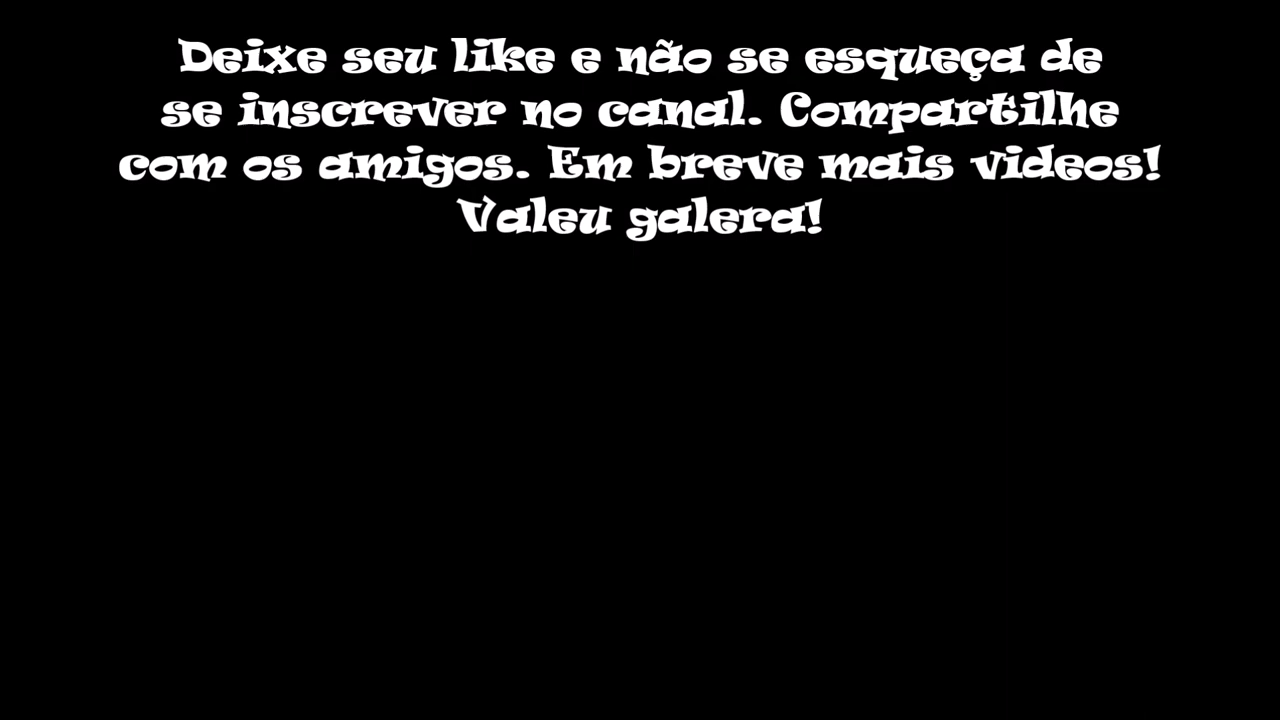 Deixe seu like e não se esqueça de
se inscrever no canal. Compartilhe
com os amigos. Em breve mais videos!
Valeu galera!